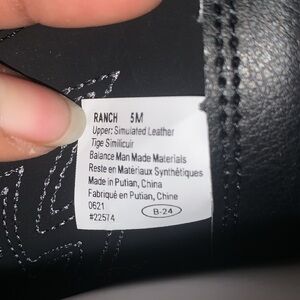 RANCH 5M
Upper: Simulated Leather
Tige Similicuir
Balance Man Made Materials
Reste en Matériaux Synthétiques
Made in Putian, China
Fabriqué en Putian, Chine
0621 B-24
#22574